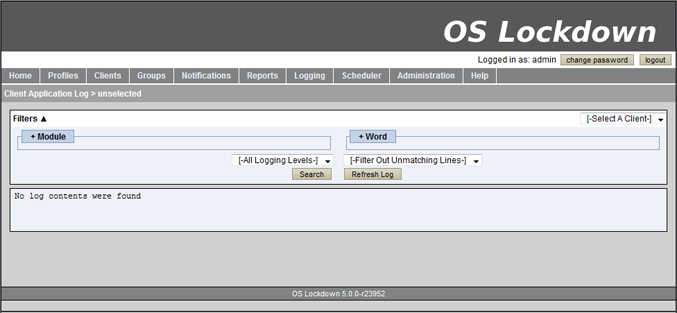 OS Lockdown
Logged in as: admin change password logout
Home Profiles Clients Groups Notifications Reports Logging Scheduler Administration Help
Client Application Log > unselected
Filters ▲ [-Select A Client-]
+ Module + Word
[-All Logging Levels-] [-Filter Out Unmatching Lines-]
Search Refresh Log
No log contents were found
OS Lockdown 5.0.0-r23952